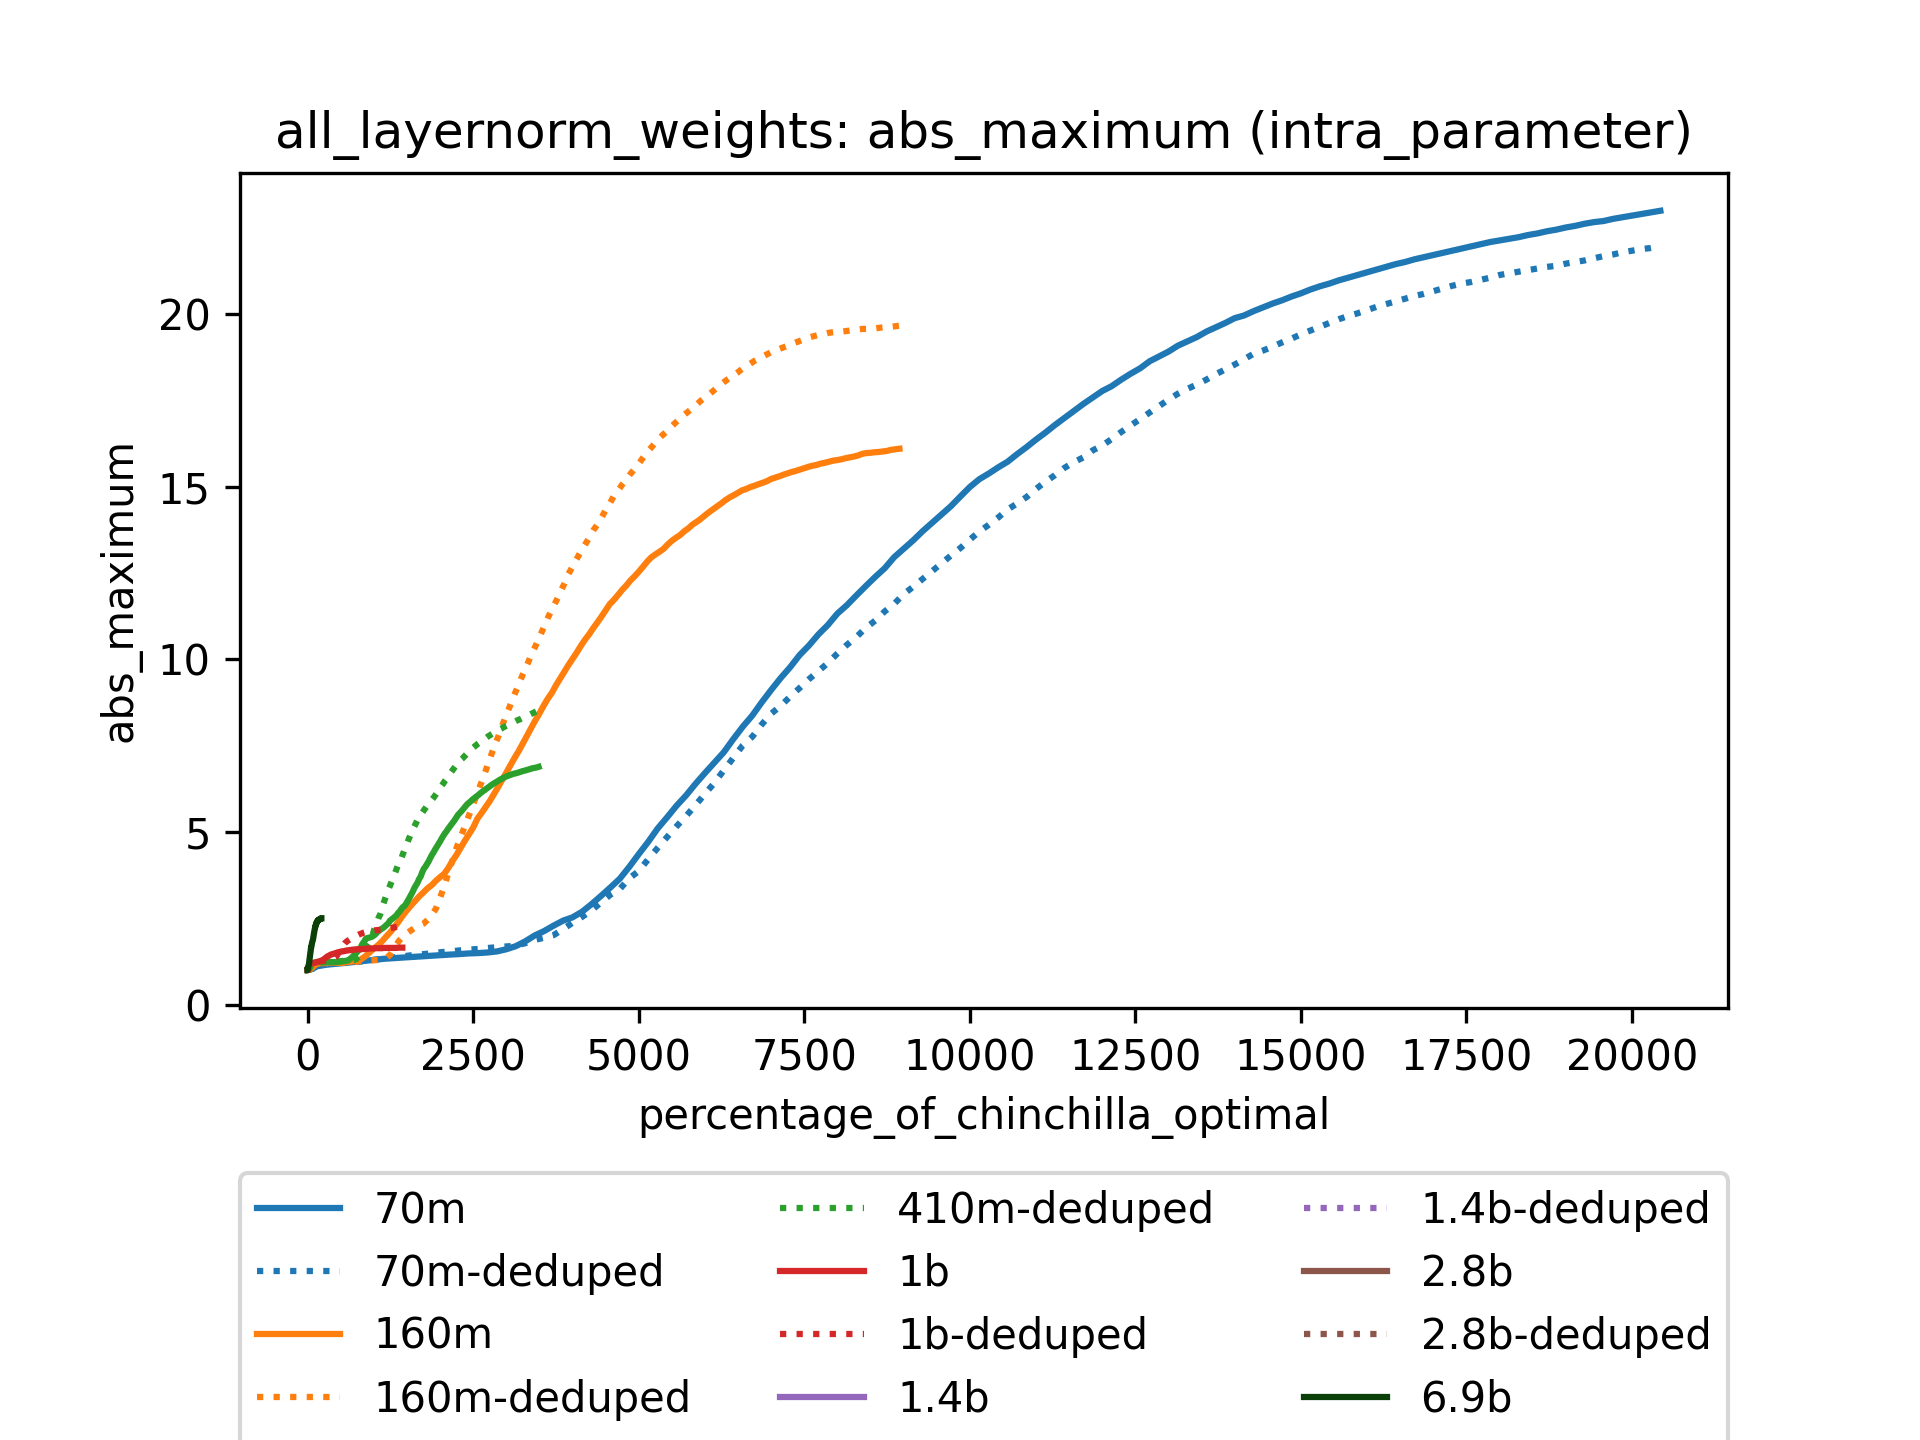 all_layernorm_weights: abs_maximum (intra_parameter)
abs_maximum
20
15
10
5
0
0 2500 5000 7500 10000 12500 15000 17500 20000
percentage_of_chinchilla_optimal
70m
70m-deduped
160m
160m-deduped
410m-deduped
1b
1b-deduped
1.4b
1.4b-deduped
2.8b
2.8b-deduped
6.9b